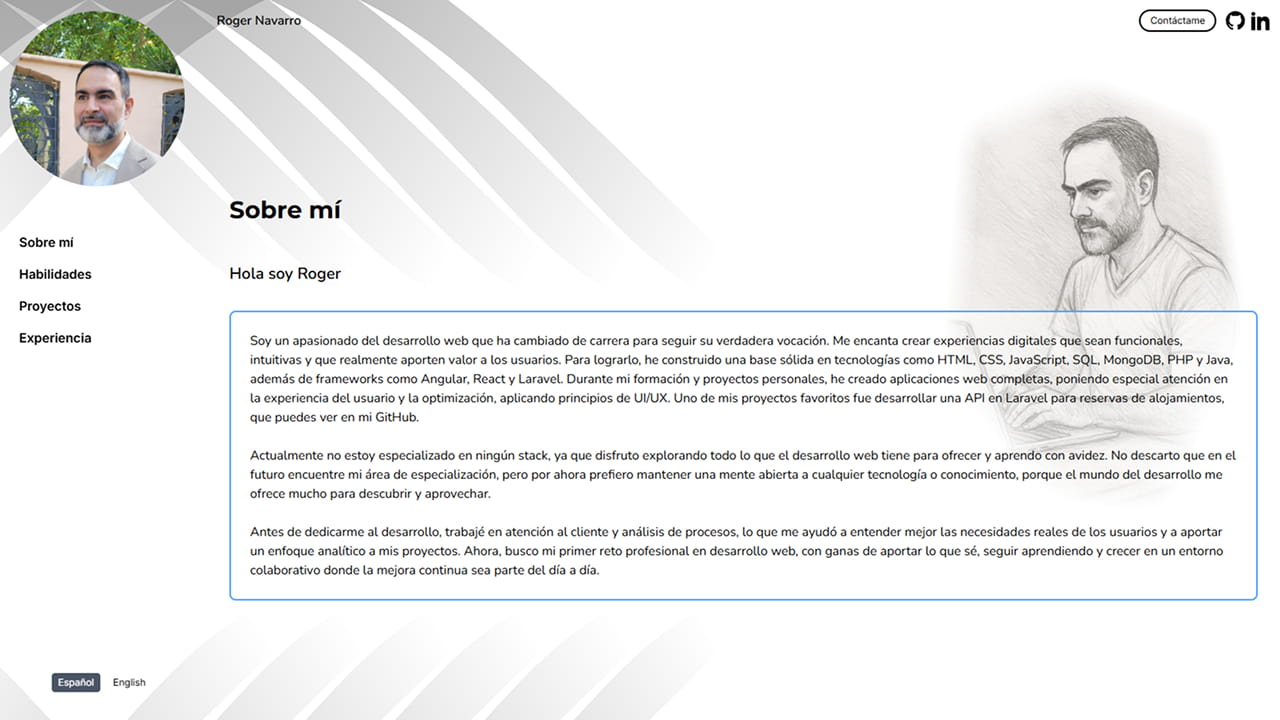 Roger Navarro
Contáctame
Sobre mí
Habilidades
Proyectos
Experiencia
Sobre mí
Hola soy Roger
Soy un apasionado del desarrollo web que ha cambiado de carrera para seguir su verdadera vocación. Me encanta crear experiencias digitales que sean funcionales,
intuitivas y que realmente aporten valor a los usuarios. Para lograrlo, he construido una base sólida en tecnologías como HTML, CSS, JavaScript, SQL, MongoDB, PHP y Java,
además de frameworks como Angular, React y Laravel. Durante mi formación y proyectos personales, he creado aplicaciones web completas, poniendo especial atención en
la experiencia del usuario y la optimización, aplicando principios de UI/UX. Uno de mis proyectos favoritos fue desarrollar una API en Laravel para reservas de alojamientos,
que puedes ver en mi GitHub.
Actualmente no estoy especializado en ningún stack, ya que disfruto explorando todo lo que el desarrollo web tiene para ofrecer y aprendo con avidez. No descarto que en el
futuro encuentre mi área de especialización, pero por ahora prefiero mantener una mente abierta a cualquier tecnología o conocimiento, porque el mundo del desarrollo me
ofrece mucho para descubrir y aprovechar.
Antes de dedicarme al desarrollo, trabajé en atención al cliente y análisis de procesos, lo que me ayudó a entender mejor las necesidades reales de los usuarios y a aportar
un enfoque analítico a mis proyectos. Ahora, busco mi primer reto profesional en desarrollo web, con ganas de aportar lo que sé, seguir aprendiendo y crecer en un entorno
colaborativo donde la mejora continua sea parte del día a día.
Español
English